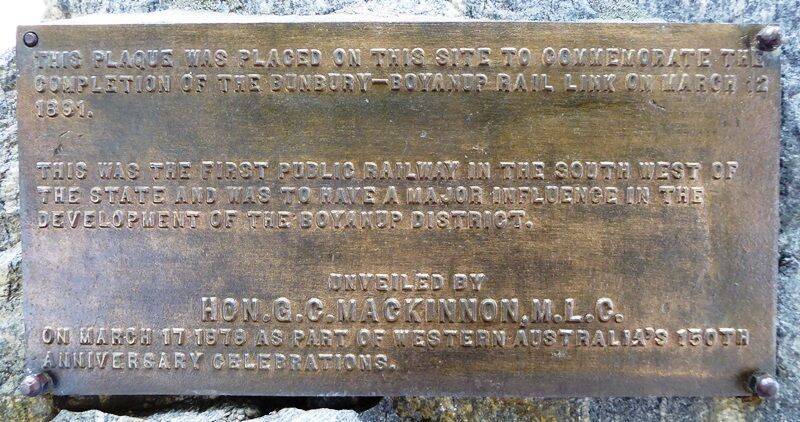 THIS PLAQUE WAS PLACED ON THIS SITE TO COMMEMORATE THE
COMPLETION OF THE BUNBURY—BOYANUP RAIL LINK ON MARCH 12
1891.
THIS WAS THE FIRST PUBLIC RAILWAY IN THE SOUTH WEST OF
THE STATE AND WAS TO HAVE A MAJOR INFLUENCE IN THE
DEVELOPMENT OF THE BOYANUP DISTRICT.
UNVEILED BY
HON. G. C. MACKINNON, M.L.C.
ON MARCH 17 1979 AS PART OF WESTERN AUSTRALIA'S 150TH
ANNIVERSARY CELEBRATIONS.